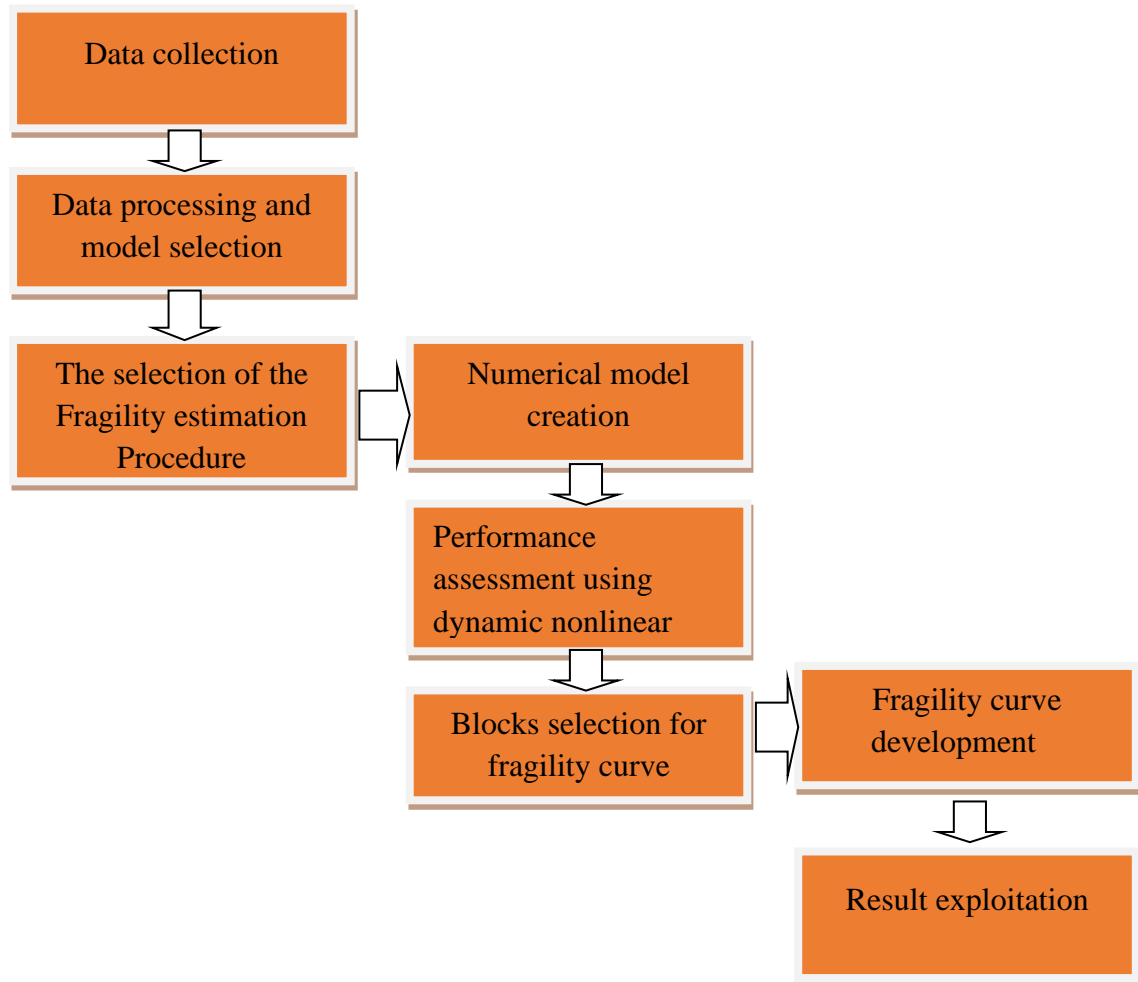 Data collection
Data processing and
model selection
The selection of the
Fragility estimation
Procedure
Numerical model
creation
Performance
assessment using
dynamic nonlinear
Blocks selection for
fragility curve
Fragility curve
development
Result exploitation